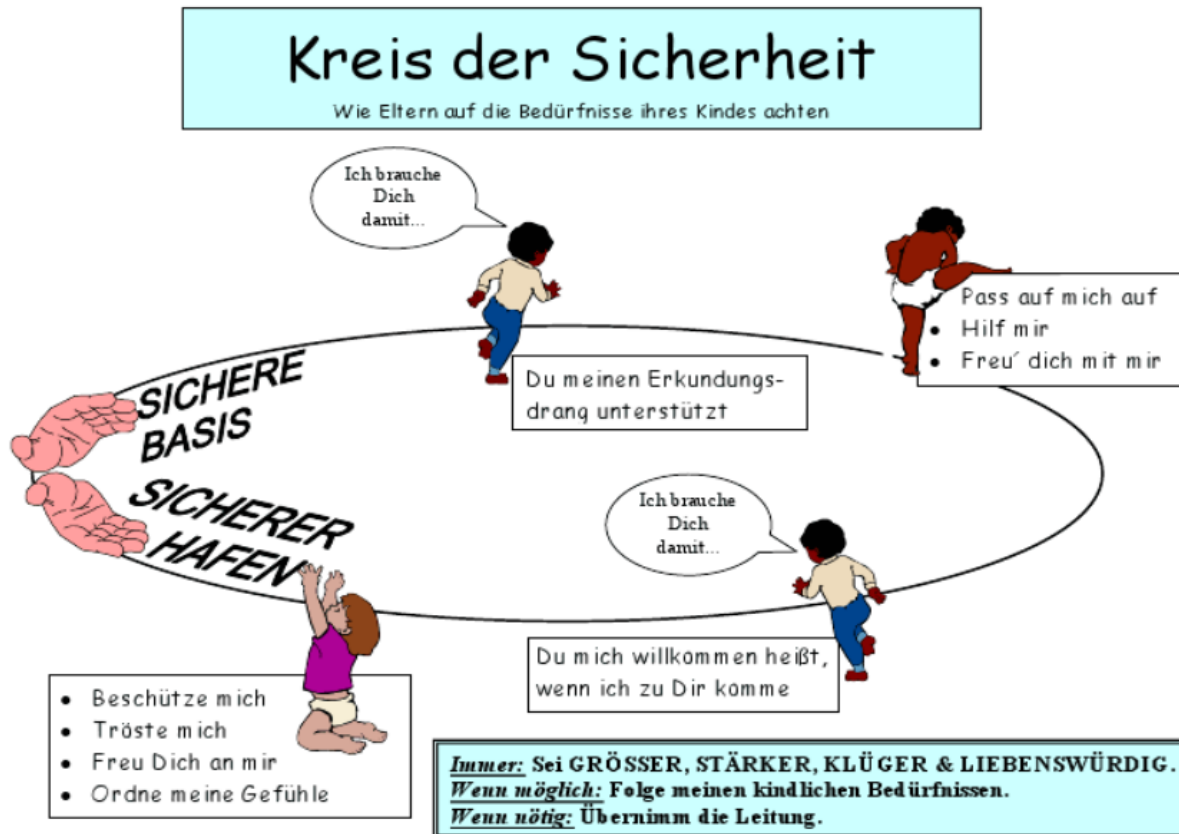 Kreis der Sicherheit
Wie Eltern auf die Bedürfnisse ihres Kindes achten
Ich brauche
Dich
damit...
Du meinen Erkundungs-
drang unterstützt
Pass auf mich auf
• Hilf mir
• Freu´ dich mit mir
SICHERE
BASIS
SICHERER
HAFEN
Ich brauche
Dich
damit...
Du mich willkommen heißt,
wenn ich zu Dir komme
• Beschütze mich
• Tröste mich
• Freu Dich an mir
• Ordne meine Gefühle
Immer: Sei GRÖSSER, STÄRKER, KLÜGER & LIEBENSWÜRDIG.
Wenn möglich: Folge meinen kindlichen Bedürfnissen.
Wenn nötig: Übernimm die Leitung.